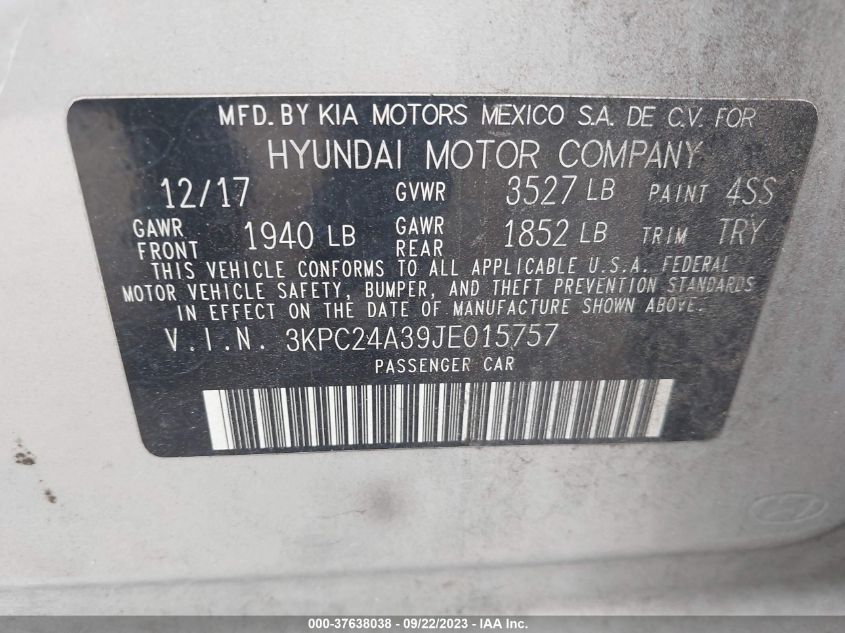 MFD. BY KIA MOTORS MEXICO S.A. DE C.V. FOR
HYUNDAI MOTOR COMPANY
12/17 GVWR 3527 LB PAINT 4SS
GAWR FRONT 1940 LB GAWR REAR 1852 LB TRIM TRY
THIS VEHICLE CONFORMS TO ALL APPLICABLE U.S.A. FEDERAL
MOTOR VEHICLE SAFETY, BUMPER, AND THEFT PREVENTION STANDARDS
IN EFFECT ON THE DATE OF MANUFACTURE SHOWN ABOVE.
V.I.N. 3KPC24A39JE015757
PASSENGER CAR
000-37638038 - 09/22/2023 - IAA Inc.